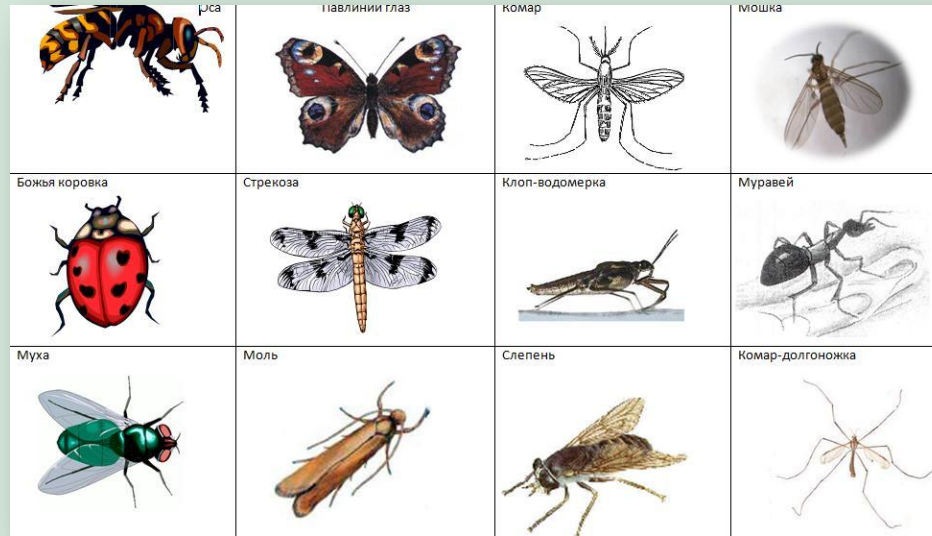 Оса
Павлиний глаз
Комар
Мошка
Божья коровка
Стрекоза
Клоп-водомерка
Муравей
Муха
Моль
Слепень
Комар-долгоножка